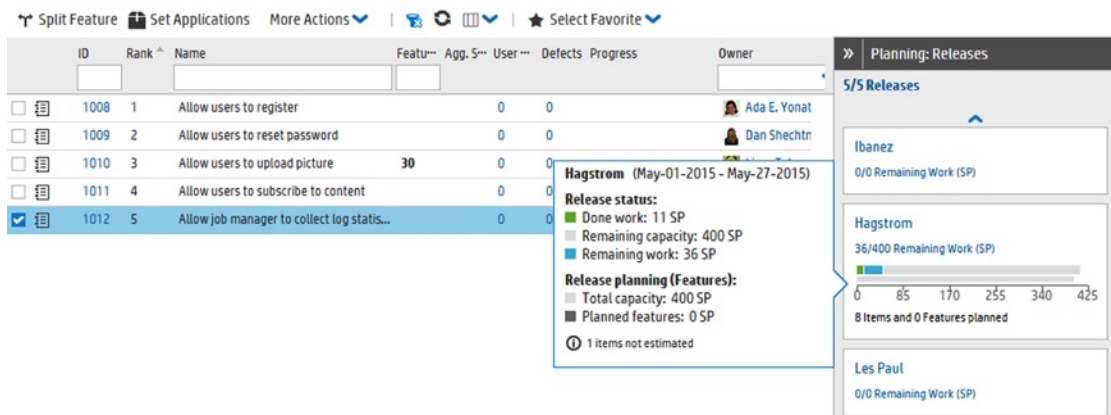 Split Feature Set Applications More Actions Select Favorite
ID Rank Name Featu··· Agg. S··· User ··· Defects Progress Owner
1008 1 Allow users to register 0 0 Ada E. Yonat
1009 2 Allow users to reset password 0 0 Dan Shechtn
1010 3 Allow users to upload picture 30 0 0
1011 4 Allow users to subscribe to content 0 0
1012 5 Allow job manager to collect log statis... 0 0
Hagstrom (May-01-2015 - May-27-2015)
Release status:
Done work: 11 SP
Remaining capacity: 400 SP
Remaining work: 36 SP
Release planning (Features):
Total capacity: 400 SP
Planned features: 0 SP
1 items not estimated
» Planning: Releases
5/5 Releases
Ibanez
0/0 Remaining Work (SP)
Hagstrom
36/400 Remaining Work (SP)
0 85 170 255 340 425
8 Items and 0 Features planned
Les Paul
0/0 Remaining Work (SP)